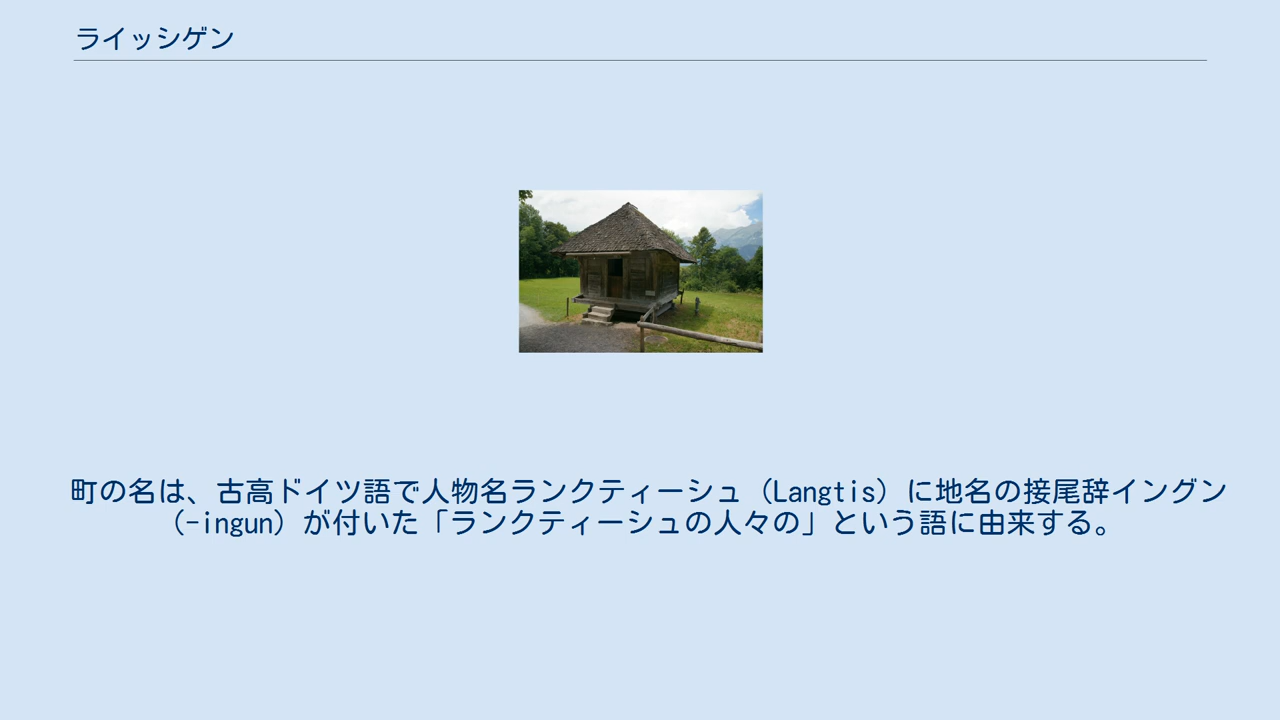 ライッシゲン
町の名は、古高ドイツ語で人物名ランクティーシュ（Langtis）に地名の接尾辞イングン
（-ingun）が付いた「ランクティーシュの人々の」という語に由来する。